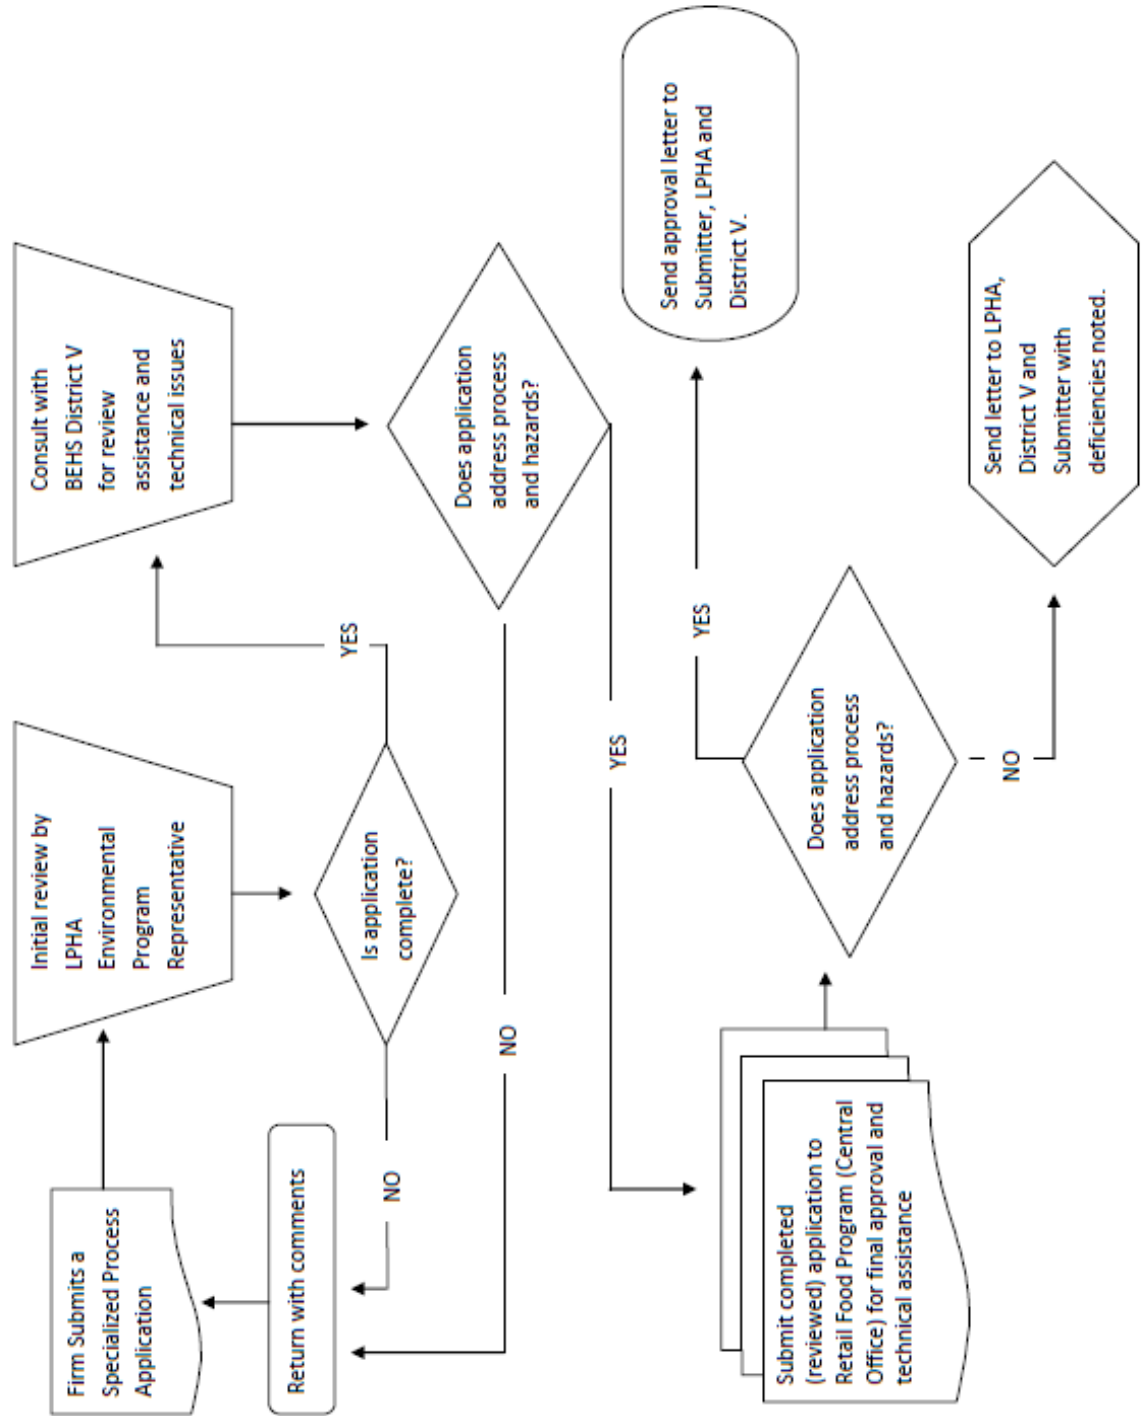 Firm Submits a
Specialized Process
Application
Initial review by
LPHA
Environmental
Program
Representative
Consult with
BEHS District V
for review
assistance and
technical issues
Return with comments
NO
Is application
complete?
YES
Does application
address process
and hazards?
NO
YES
Submit completed
(reviewed) application to
Retail Food Program (Central
Office) for final approval and
technical assistance
Does application
address process
and hazards?
YES
NO
Send approval letter to
Submitter, LPHA and
District V.
Send letter to LPHA,
District V and
Submitter with
deficiencies noted.